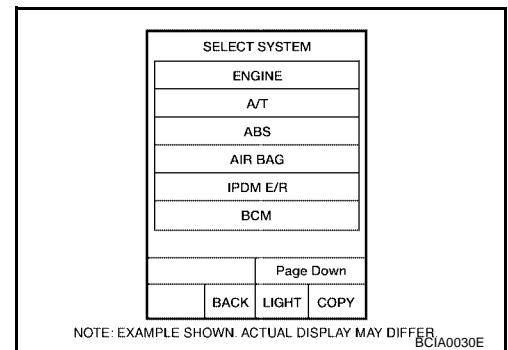 SELECT SYSTEM
ENGINE
A/T
ABS
AIR BAG
IPDM E/R
BCM
Page Down
BACK LIGHT COPY
NOTE: EXAMPLE SHOWN. ACTUAL DISPLAY MAY DIFFER
BCIA0030E